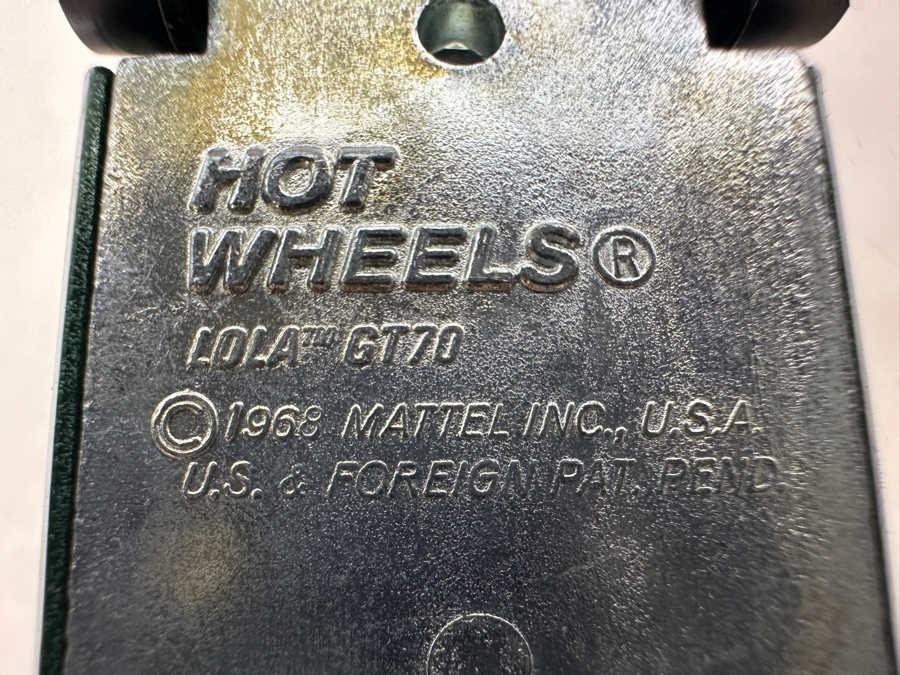 HOT
WHEELS®
LOLA™ GT70
©1968 MATTEL INC., U.S.A.
U.S. & FOREIGN PAT. PEND.